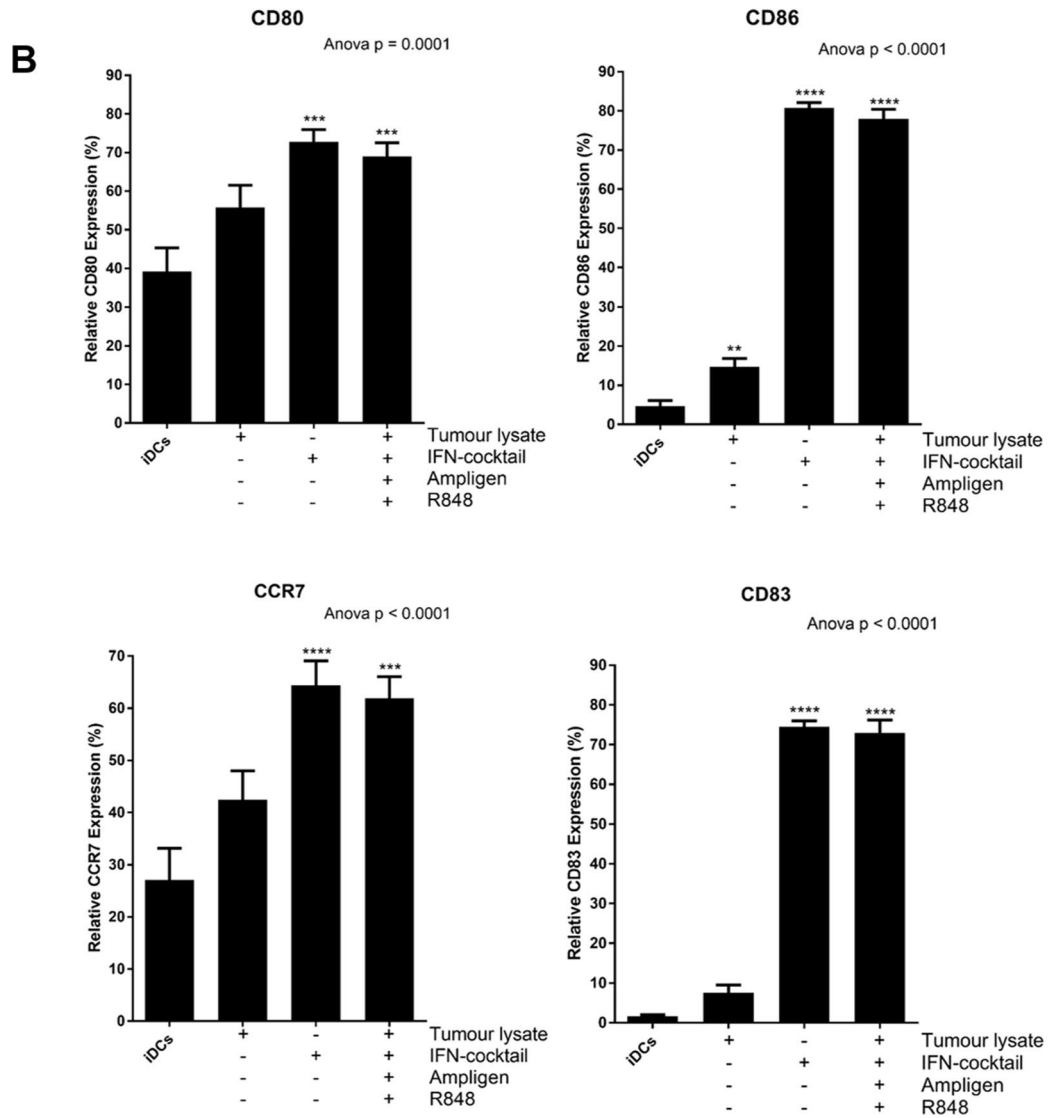 B
CD80
Anova p = 0.0001
Relative CD80 Expression (%)
90
80
70
60
50
40
30
20
10
0
*** ***
iDCs + - + Tumour lysate
- + + IFN-cocktail
- - + Ampligen
- - + R848
CD86
Anova p < 0.0001
Relative CD86 Expression (%)
90
80
70
60
50
40
30
20
10
0
** **** ****
iDCs + - + Tumour lysate
- + + IFN-cocktail
- - + Ampligen
- - + R848
CCR7
Anova p < 0.0001
Relative CCR7 Expression (%)
70
60
50
40
30
20
10
0
**** ***
iDCs + - + Tumour lysate
- + + IFN-cocktail
- - + Ampligen
- - + R848
CD83
Anova p < 0.0001
Relative CD83 Expression (%)
90
80
70
60
50
40
30
20
10
0
**** ****
iDCs + - + Tumour lysate
- + + IFN-cocktail
- - + Ampligen
- - + R848